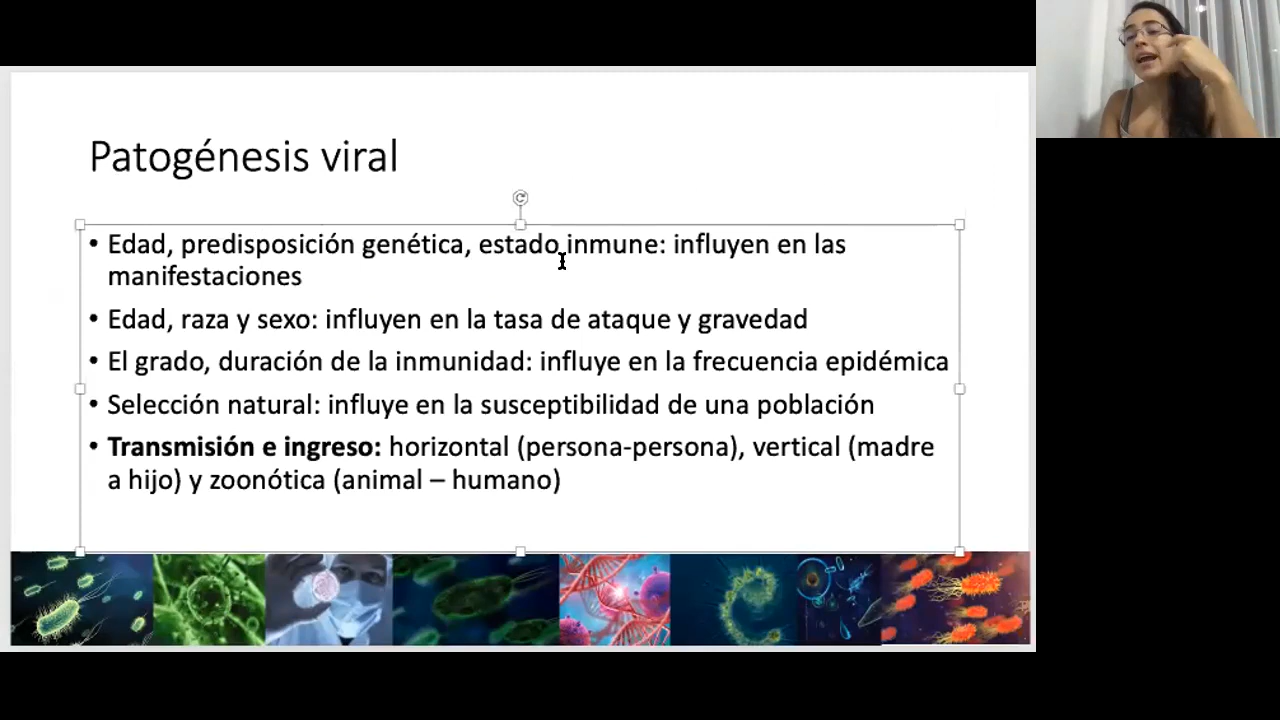 Patogénesis viral
• Edad, predisposición genética, estado inmune: influyen en las
manifestaciones
• Edad, raza y sexo: influyen en la tasa de ataque y gravedad
• El grado, duración de la inmunidad: influye en la frecuencia epidémica
• Selección natural: influye en la susceptibilidad de una población
• Transmisión e ingreso: horizontal (persona-persona), vertical (madre
a hijo) y zoonótica (animal – humano)